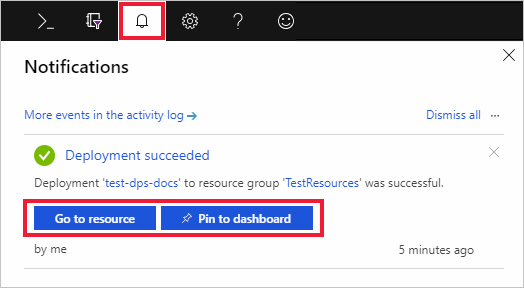 Notifications
More events in the activity log
Dismiss all
Deployment succeeded
Deployment 'test-dps-docs' to resource group 'TestResources' was successful.
Go to resource
Pin to dashboard
by me
5 minutes ago